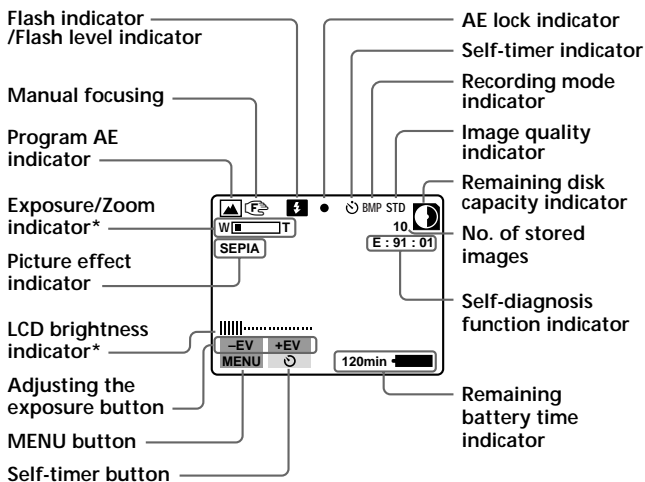 Flash indicator
/Flash level indicator
Manual focusing
Program AE
indicator
Exposure/Zoom
indicator*
Picture effect
indicator
LCD brightness
indicator*
Adjusting the
exposure button
MENU button
Self-timer button
F
BMP STD
W T
10
SEPIA
E : 91 : 01
–EV +EV
MENU
120min
AE lock indicator
Self-timer indicator
Recording mode
indicator
Image quality
indicator
Remaining disk
capacity indicator
No. of stored
images
Self-diagnosis
function indicator
Remaining
battery time
indicator